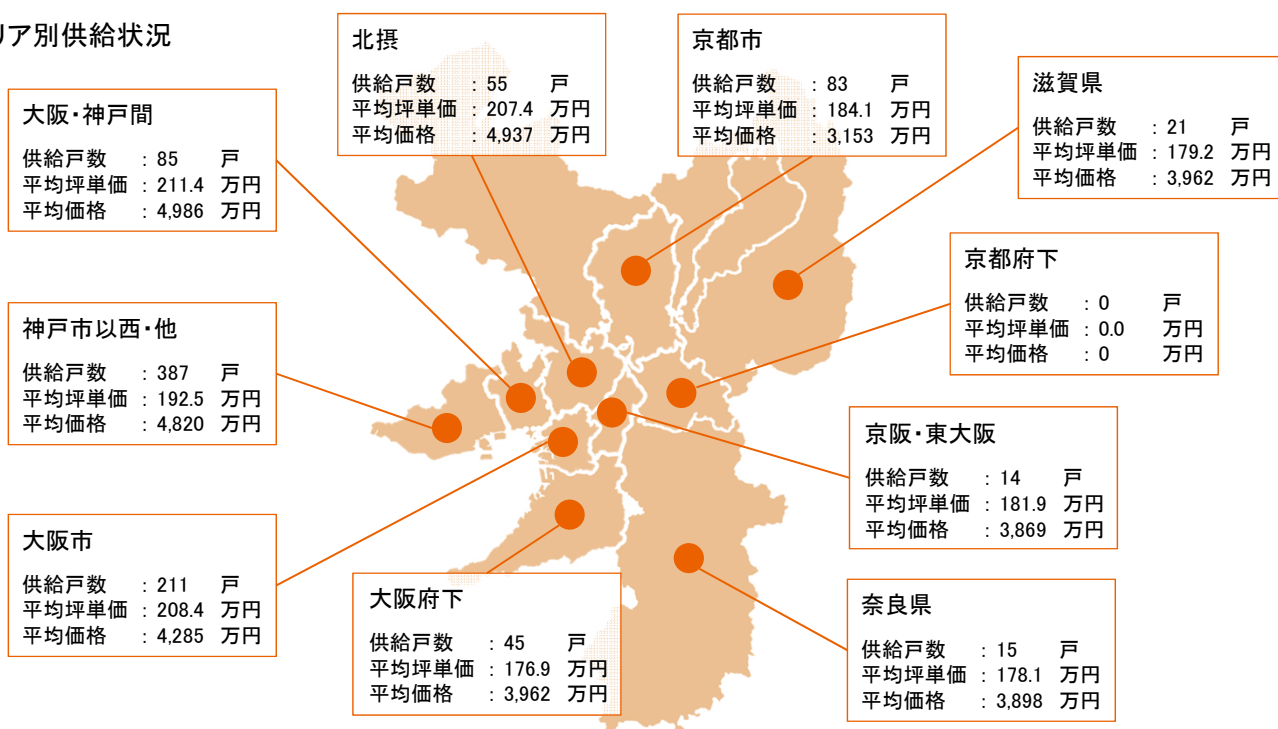 リア別供給状況
北摂
供給戸数 : 55 戸
平均坪単価 : 207.4 万円
平均価格 : 4,937 万円
京都市
供給戸数 : 83 戸
平均坪単価 : 184.1 万円
平均価格 : 3,153 万円
滋賀県
供給戸数 : 21 戸
平均坪単価 : 179.2 万円
平均価格 : 3,962 万円
大阪・神戸間
供給戸数 : 85 戸
平均坪単価 : 211.4 万円
平均価格 : 4,986 万円
京都府下
供給戸数 : 0 戸
平均坪単価 : 0.0 万円
平均価格 : 0 万円
神戸市以西・他
供給戸数 : 387 戸
平均坪単価 : 192.5 万円
平均価格 : 4,820 万円
京阪・東大阪
供給戸数 : 14 戸
平均坪単価 : 181.9 万円
平均価格 : 3,869 万円
大阪市
供給戸数 : 211 戸
平均坪単価 : 208.4 万円
平均価格 : 4,285 万円
大阪府下
供給戸数 : 45 戸
平均坪単価 : 176.9 万円
平均価格 : 3,962 万円
奈良県
供給戸数 : 15 戸
平均坪単価 : 178.1 万円
平均価格 : 3,898 万円